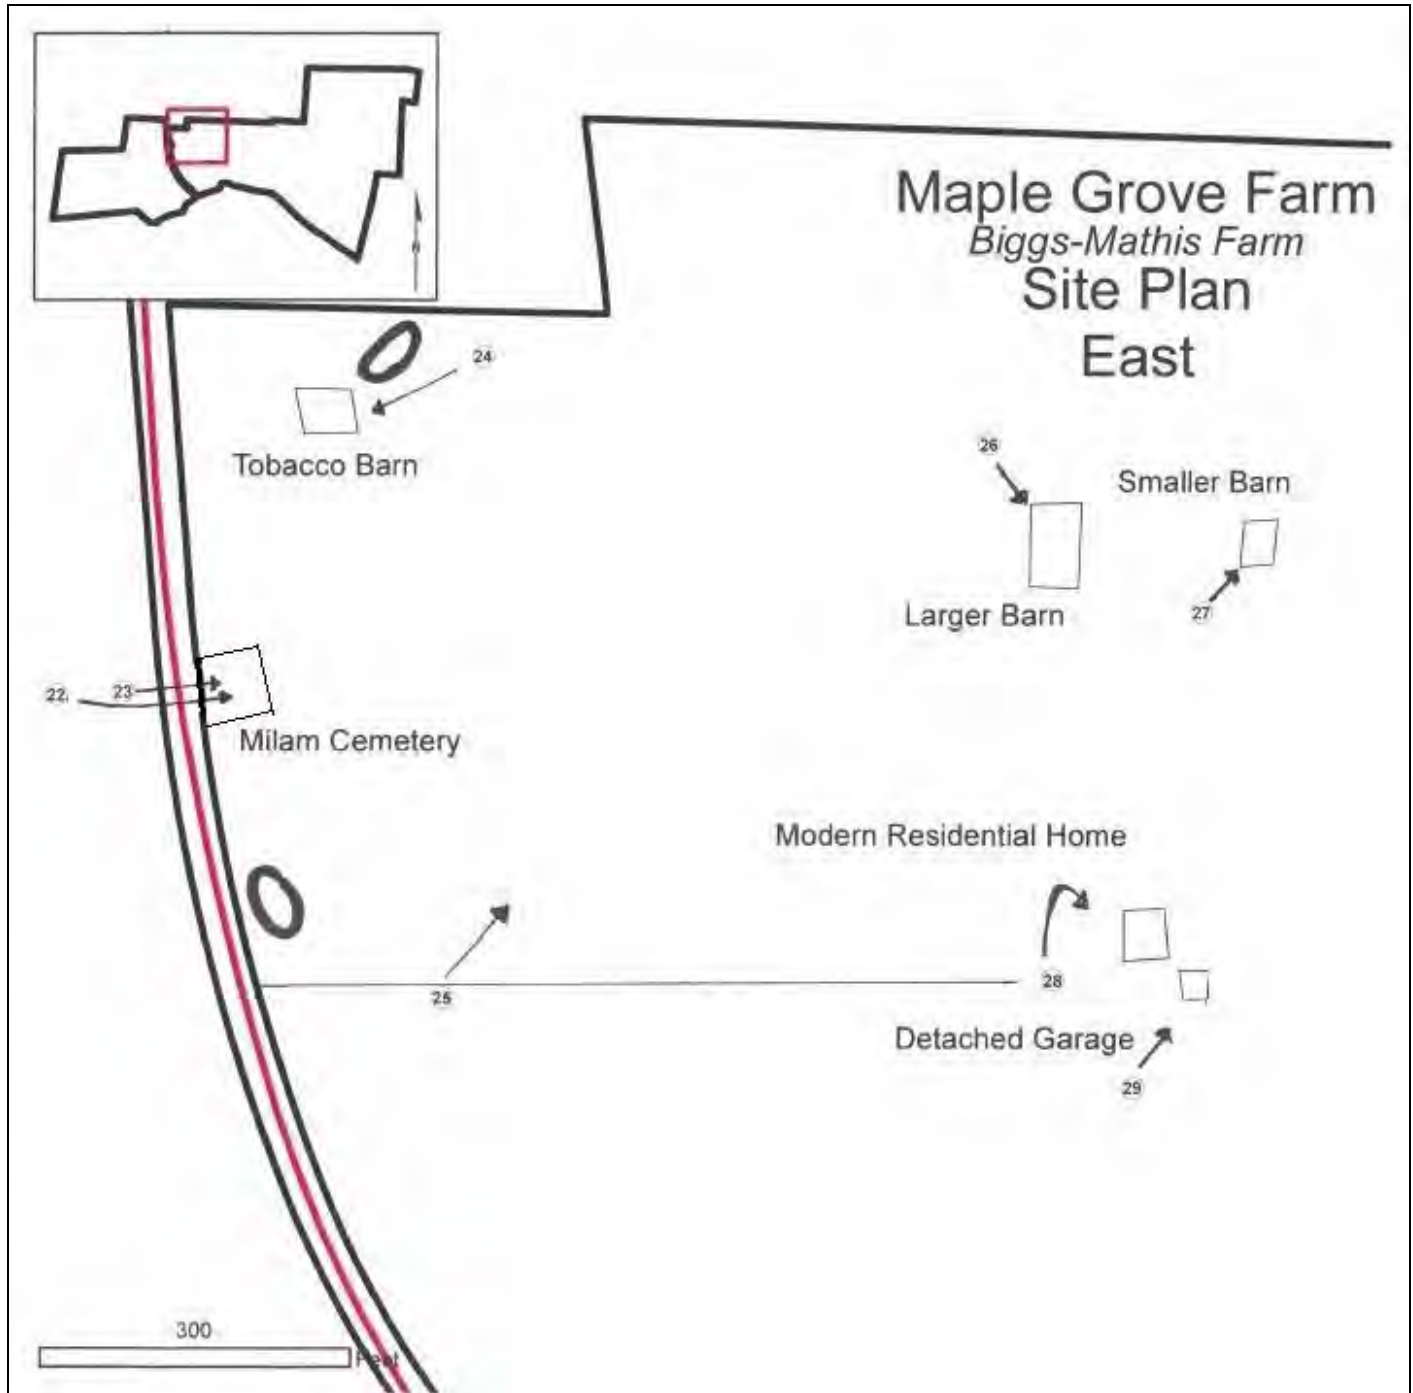 Maple Grove Farm
Biggs-Mathis Farm
Site Plan
East
24
Tobacco Barn
26
Smaller Barn
27
Larger Barn
22
23
Milam Cemetery
Modern Residential Home
28
25
Detached Garage
29
300
Feet